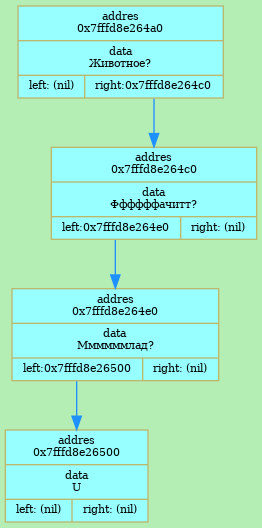 addres
0x7fffd8e264a0
data
Животное?
left: (nil) right:0x7fffd8e264c0
addres
0x7fffd8e264c0
data
Ффффффачитт?
left:0x7fffd8e264e0 right: (nil)
addres
0x7fffd8e264e0
data
Ммммммлад?
left:0x7fffd8e26500 right: (nil)
addres
0x7fffd8e26500
data
U
left: (nil) right: (nil)